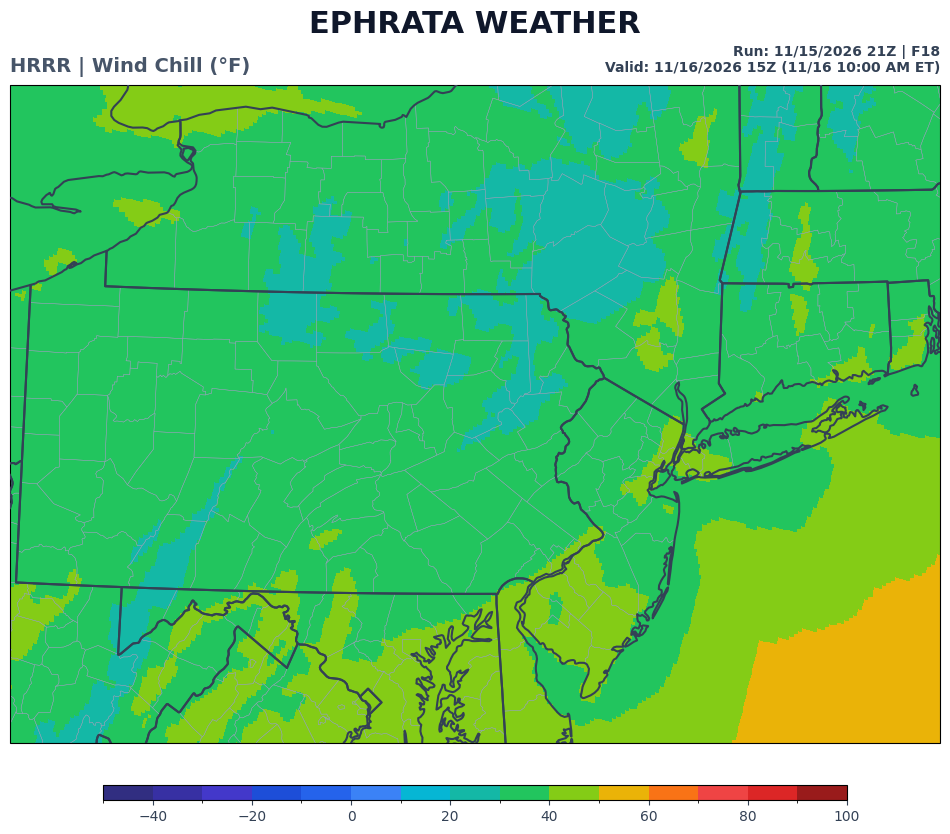 EPHRATA WEATHER
HRRR | Wind Chill (°F)
Run: 11/15/2026 21Z | F18
Valid: 11/16/2026 15Z (11/16 10:00 AM ET)
−40 −20 0 20 40 60 80 100